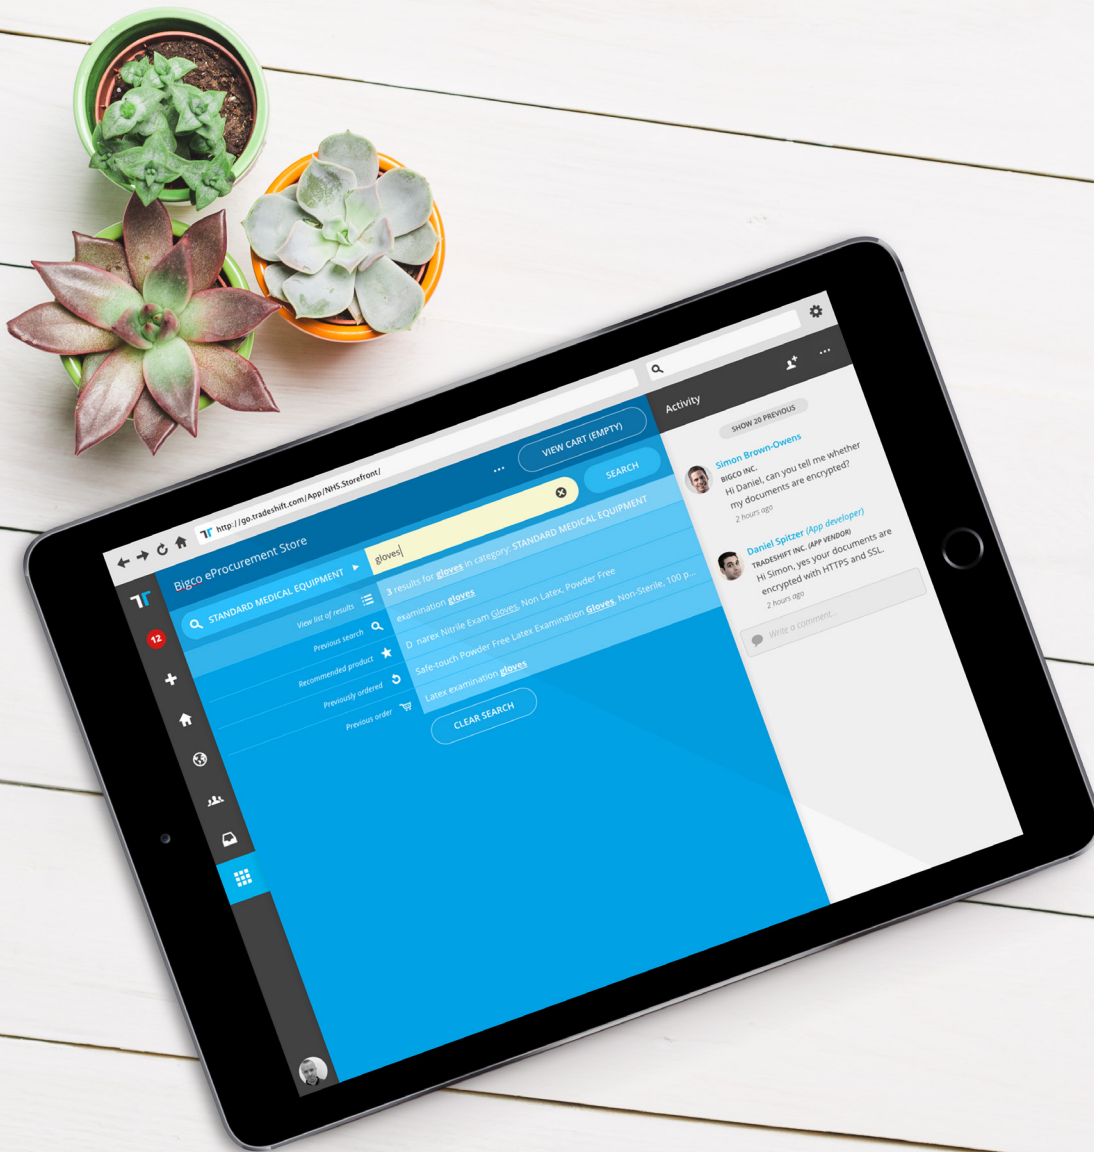 http://go.tradeshift.com/App/NHS.Storefront/
Bigco eProcurement Store
VIEW CART (EMPTY)
STANDARD MEDICAL EQUIPMENT
gloves
SEARCH
View list of results
3 results for gloves in category: STANDARD MEDICAL EQUIPMENT
Previous search
examination gloves
Recommended product
D narex Nitrile Exam Gloves, Non Latex, Powder Free
Previously ordered
Safe-touch Powder Free Latex Examination Gloves, Non-Sterile, 100 p...
Previous order
Latex examination gloves
CLEAR SEARCH
12
Activity
SHOW 20 PREVIOUS
Simon Brown-Owens
BIGCO INC.
Hi Daniel, can you tell me whether
my documents are encrypted?
2 hours ago
Daniel Spitzer (App developer)
TRADESHIFT INC. (APP VENDOR)
Hi Simon, yes your documents are
encrypted with HTTPS and SSL.
2 hours ago
Write a comment...